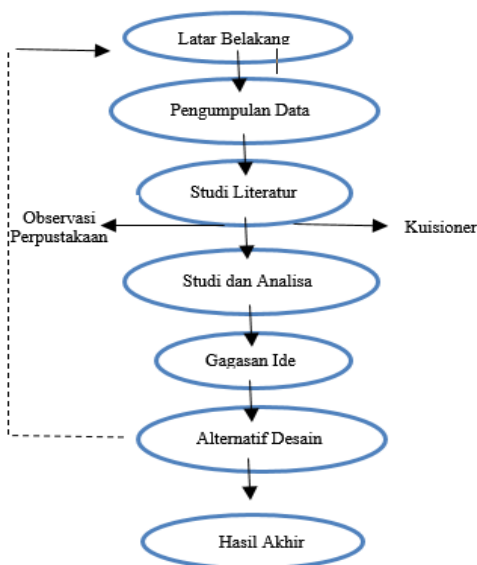 Latar Belakang
Pengumpulan Data
Studi Literatur
Observasi
Perpustakaan
Kuisioner
Studi dan Analisa
Gagasan Ide
Alternatif Desain
Hasil Akhir